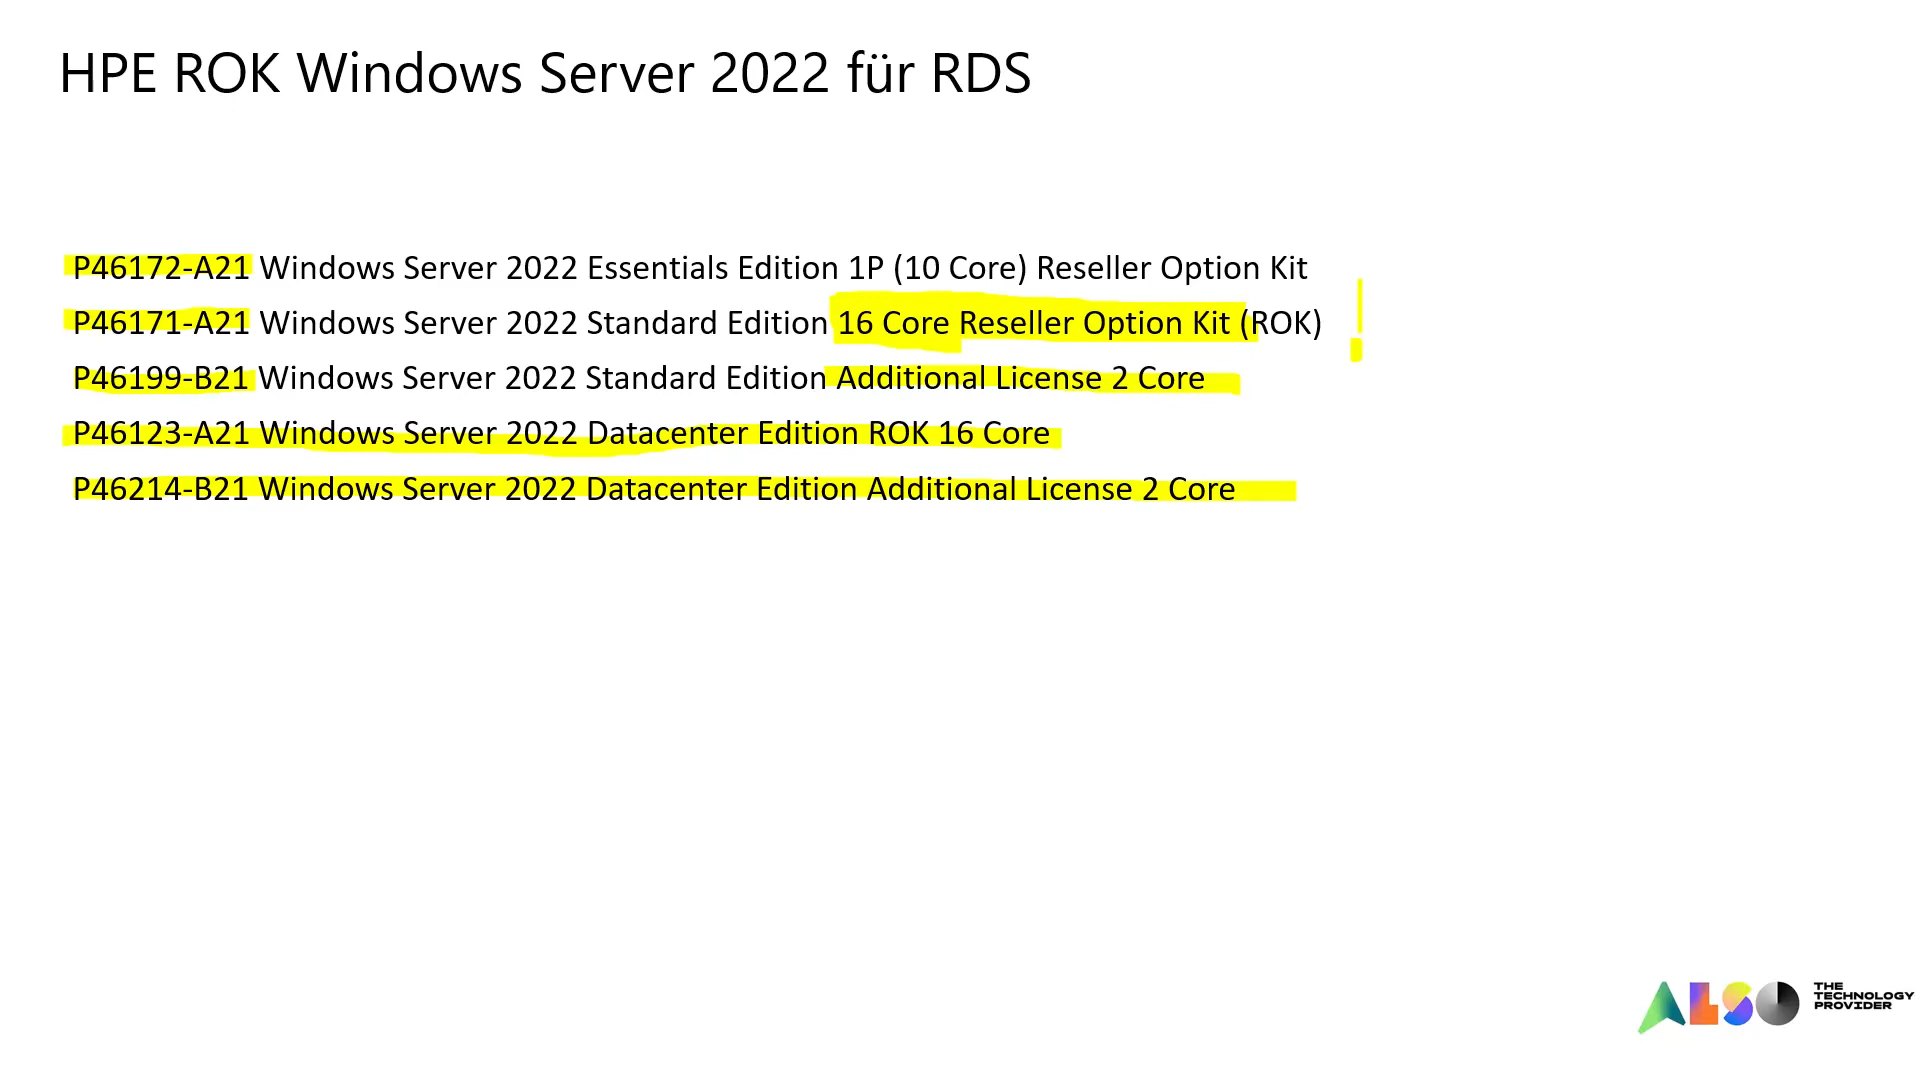 HPE ROK Windows Server 2022 für RDS
P46172-A21 Windows Server 2022 Essentials Edition 1P (10 Core) Reseller Option Kit
P46171-A21 Windows Server 2022 Standard Edition 16 Core Reseller Option Kit (ROK)
P46199-B21 Windows Server 2022 Standard Edition Additional License 2 Core
P46123-A21 Windows Server 2022 Datacenter Edition ROK 16 Core
P46214-B21 Windows Server 2022 Datacenter Edition Additional License 2 Core
ALSO
THE
TECHNOLOGY
PROVIDER